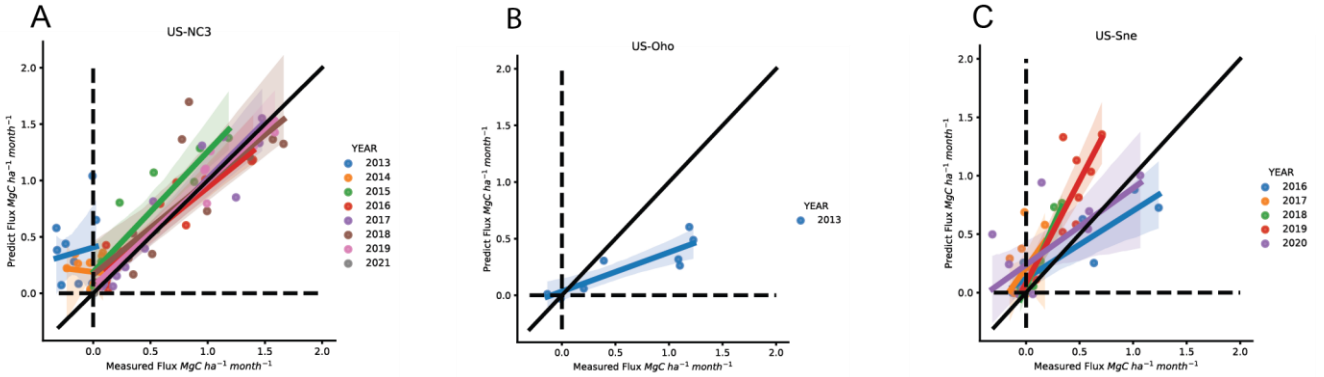 A
US-NC3
2.0
1.5
1.0
0.5
0.0
Predict Flux MgC ha⁻¹ month⁻¹
0.0 0.5 1.0 1.5 2.0
Measured Flux MgC ha⁻¹ month⁻¹
YEAR
2013
2014
2015
2016
2017
2018
2019
2021
B
US-Oho
2.0
1.5
1.0
0.5
0.0
Predict Flux MgC ha⁻¹ month⁻¹
0.0 0.5 1.0 1.5 2.0
Measured Flux MgC ha⁻¹ month⁻¹
YEAR
2013
C
US-Sne
2.0
1.5
1.0
0.5
0.0
Predict Flux MgC ha⁻¹ month⁻¹
0.0 0.5 1.0 1.5 2.0
Measured Flux MgC ha⁻¹ month⁻¹
YEAR
2016
2017
2018
2019
2020